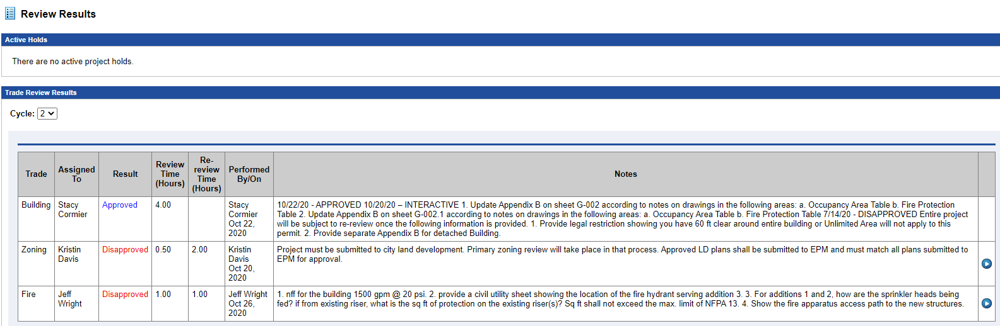 Review Results
Active Holds
There are no active project holds.
Trade Review Results
Cycle: 2
Trade
Assigned
To
Result
Review
Time
(Hours)
Re-
review
Time
(Hours)
Performed
By/On
Notes
Building
Stacy
Cormier
Approved
4.00
Stacy
Cormier
Oct 22,
2020
10/22/20 - APPROVED 10/20/20 – INTERACTIVE 1. Update Appendix B on sheet G-002 according to notes on drawings in the following areas: a. Occupancy Area Table b. Fire Protection
Table 2. Update Appendix B on sheet G-002.1 according to notes on drawings in the following areas: a. Occupancy Area Table b. Fire Protection Table 7/14/20 - DISAPPROVED Entire project
will be subject to re-review once the following information is provided. 1. Provide legal restriction showing you have 60 ft clear around entire building or Unlimited Area will not apply to this
permit. 2. Provide separate Appendix B for detached Building.
Zoning
Kristin
Davis
Disapproved
0.50
2.00
Kristin
Davis
Oct 20,
2020
Project must be submitted to city land development. Primary zoning review will take place in that process. Approved LD plans shall be submitted to EPM and must match all plans submitted to
EPM for approval.
Fire
Jeff
Wright
Disapproved
1.00
1.00
Jeff Wright
Oct 26,
2020
1. nff for the building 1500 gpm @ 20 psi. 2. provide a civil utility sheet showing the location of the fire hydrant serving addition 3. 3. For additions 1 and 2, how are the sprinkler heads being
fed? if from existing riser, what is the sq ft of protection on the existing riser(s)? Sq ft shall not exceed the max. limit of NFPA 13. 4. Show the fire apparatus access path to the new structures.